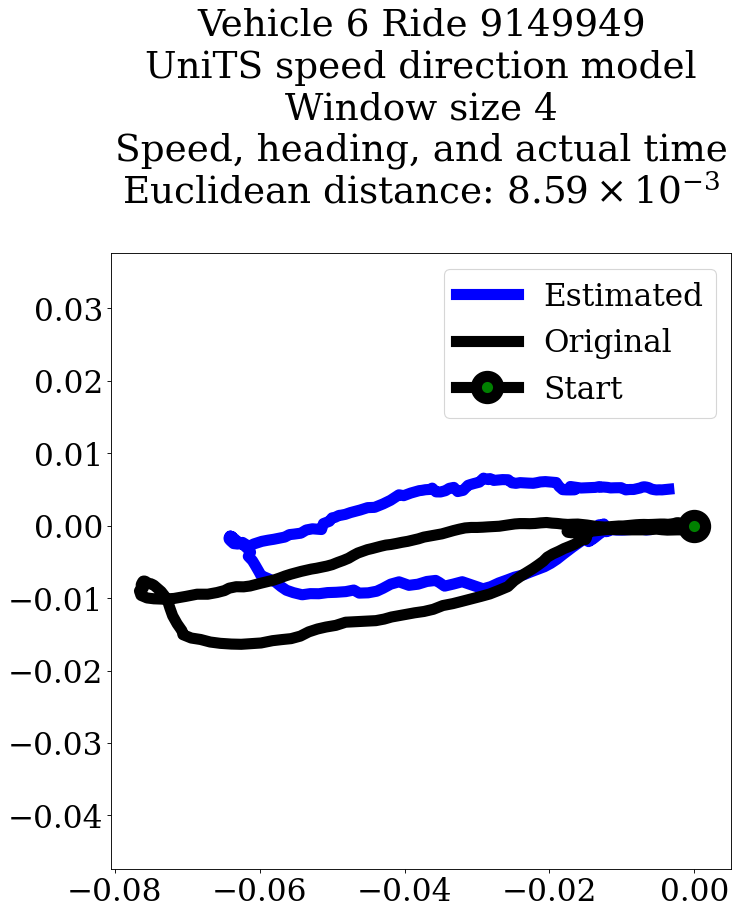 Vehicle 6 Ride 9149949
UniTS speed direction model
Window size 4
Speed, heading, and actual time
Euclidean distance: 8.59 × 10⁻³
Estimated
Original
Start
0.03
0.02
0.01
0.00
−0.01
−0.02
−0.03
−0.04
−0.08 −0.06 −0.04 −0.02 0.00